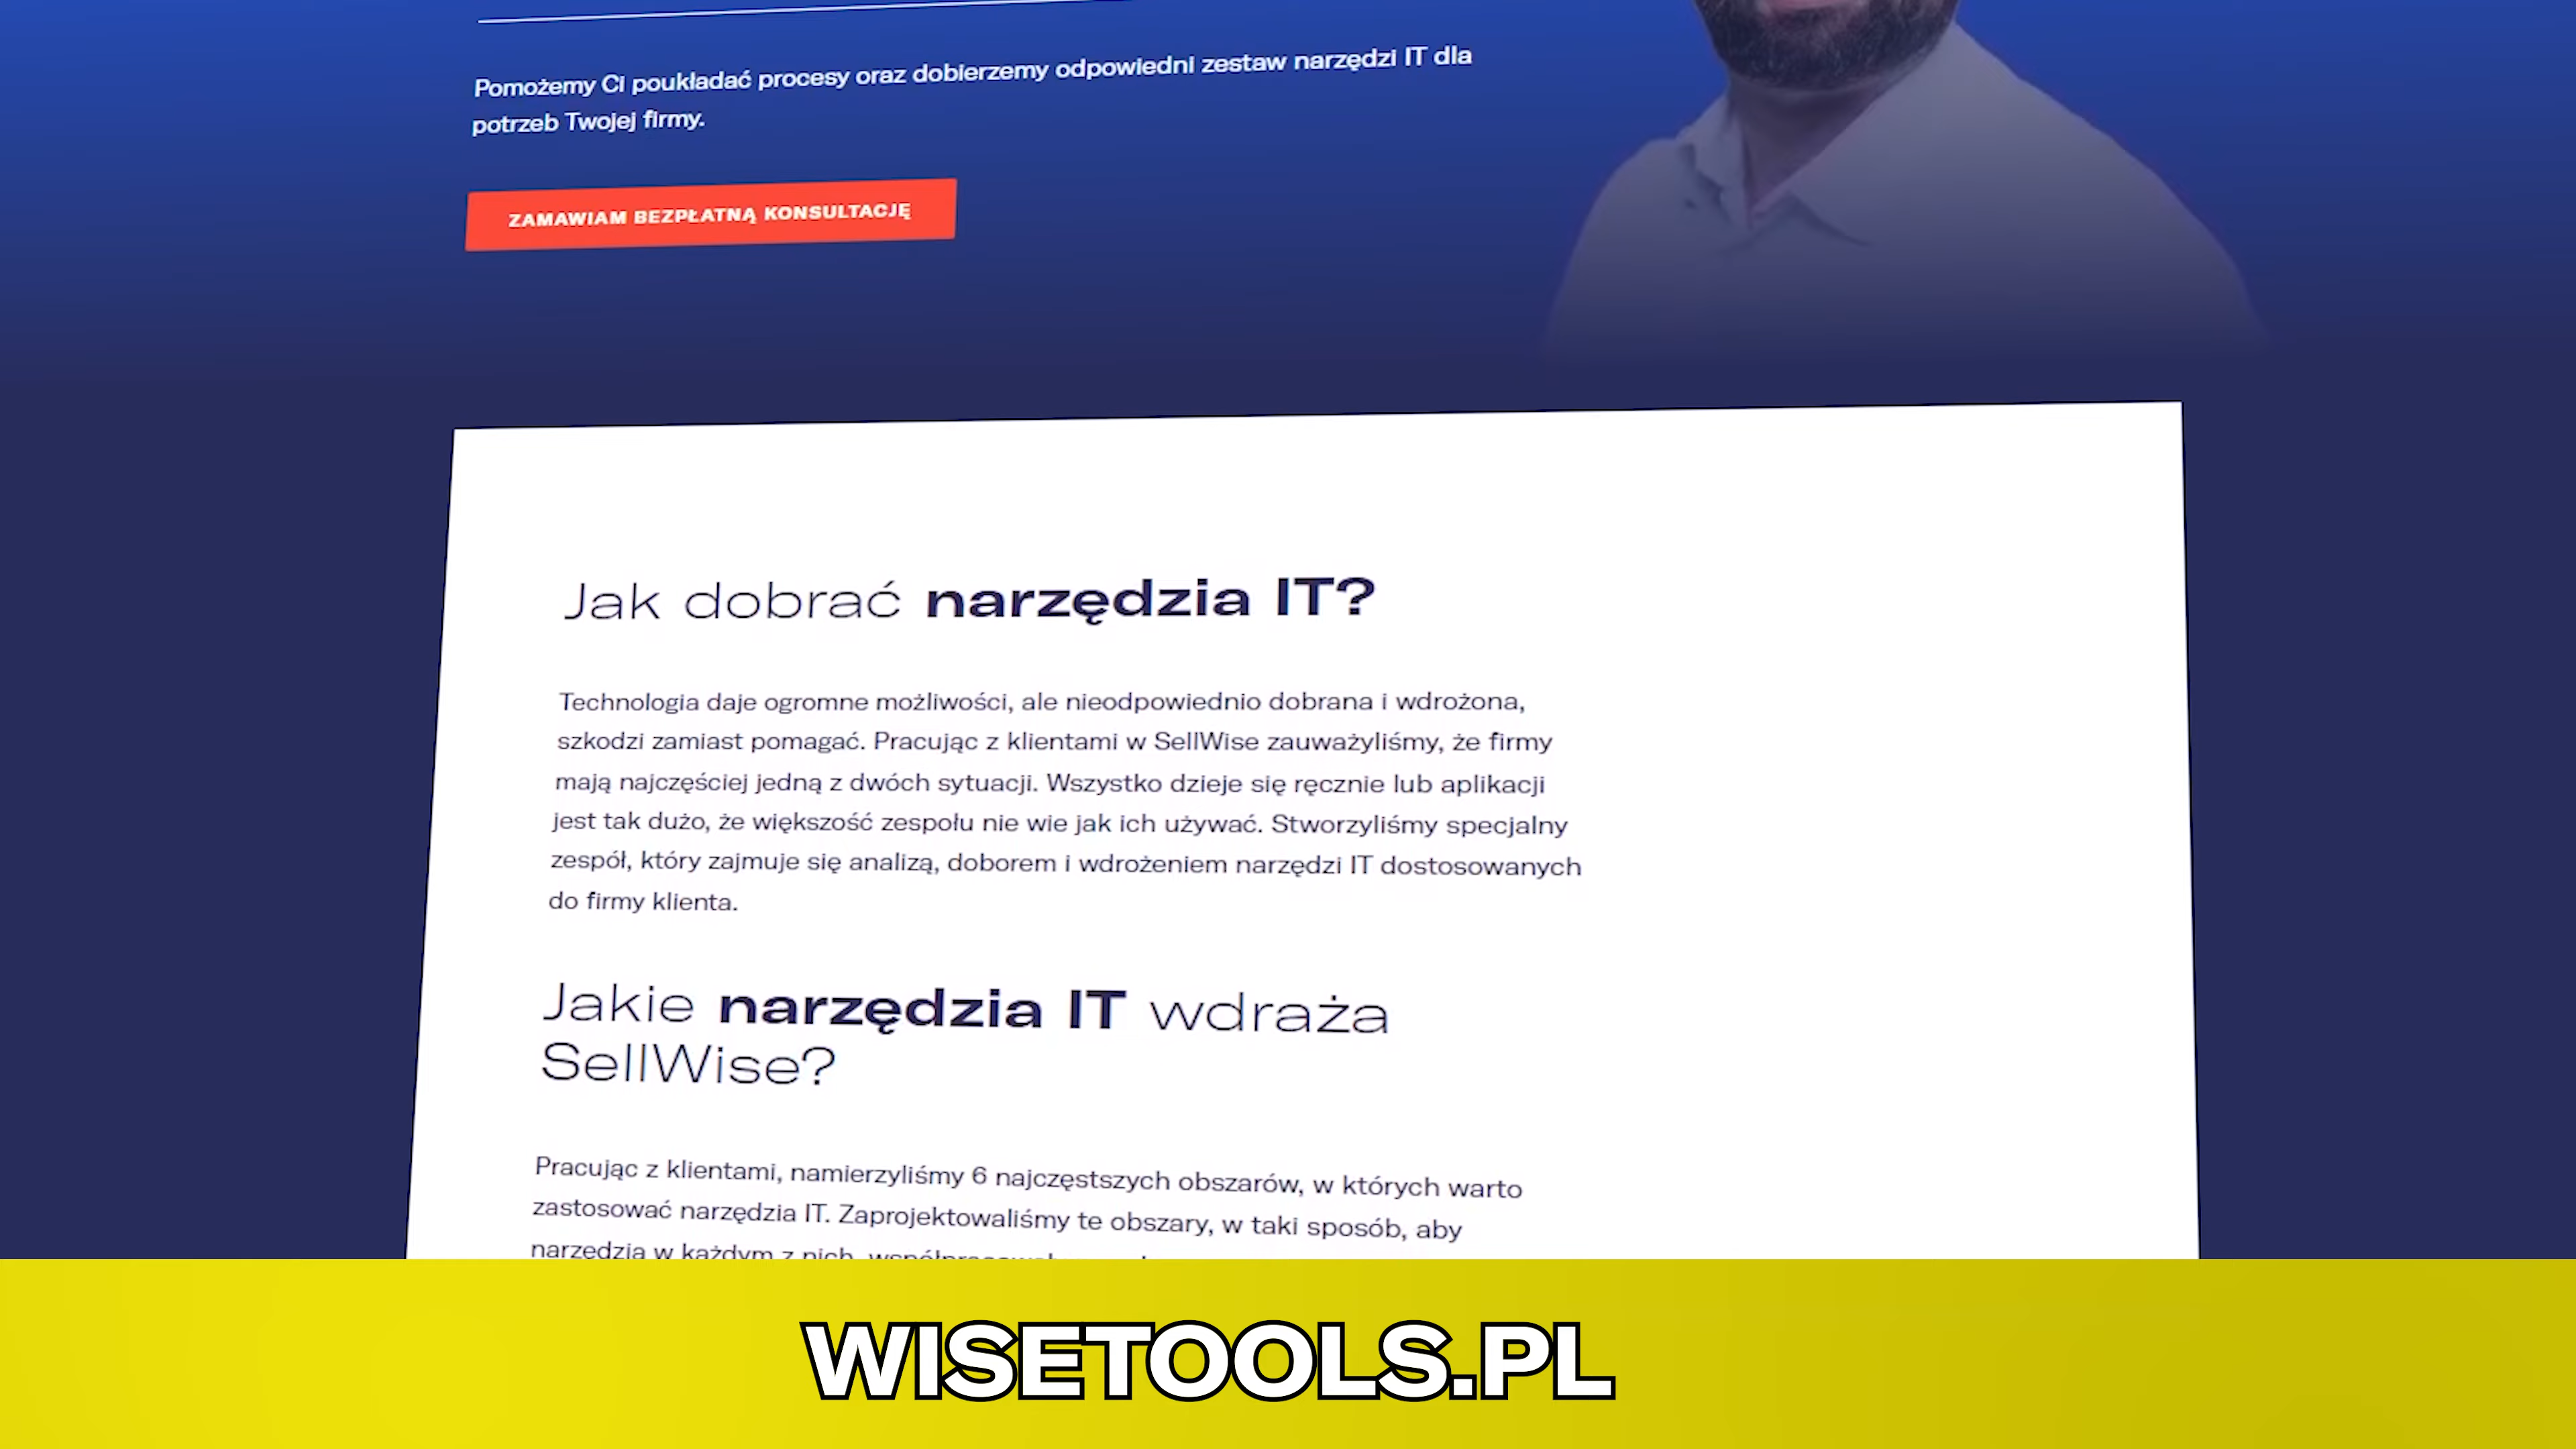 Pomożemy Ci poukładać procesy oraz dobierzemy odpowiedni zestaw narzędzi IT dla
potrzeb Twojej firmy.
ZAMAWIAM BEZPŁATNĄ KONSULTACJĘ
Jak dobrać narzędzia IT?
Technologia daje ogromne możliwości, ale nieodpowiednio dobrana i wdrożona,
szkodzi zamiast pomagać. Pracując z klientami w SellWise zauważyliśmy, że firmy
mają najczęściej jedną z dwóch sytuacji. Wszystko dzieje się ręcznie lub aplikacji
jest tak dużo, że większość zespołu nie wie jak ich używać. Stworzyliśmy specjalny
zespół, który zajmuje się analizą, doborem i wdrożeniem narzędzi IT dostosowanych
do firmy klienta.
Jakie narzędzia IT wdraża
SellWise?
Pracując z klientami, namierzyliśmy 6 najczęstszych obszarów, w których warto
zastosować narzędzia IT. Zaprojektowaliśmy te obszary, w taki sposób, aby
narzędzia w każdym z nich
WISETOOLS.PL